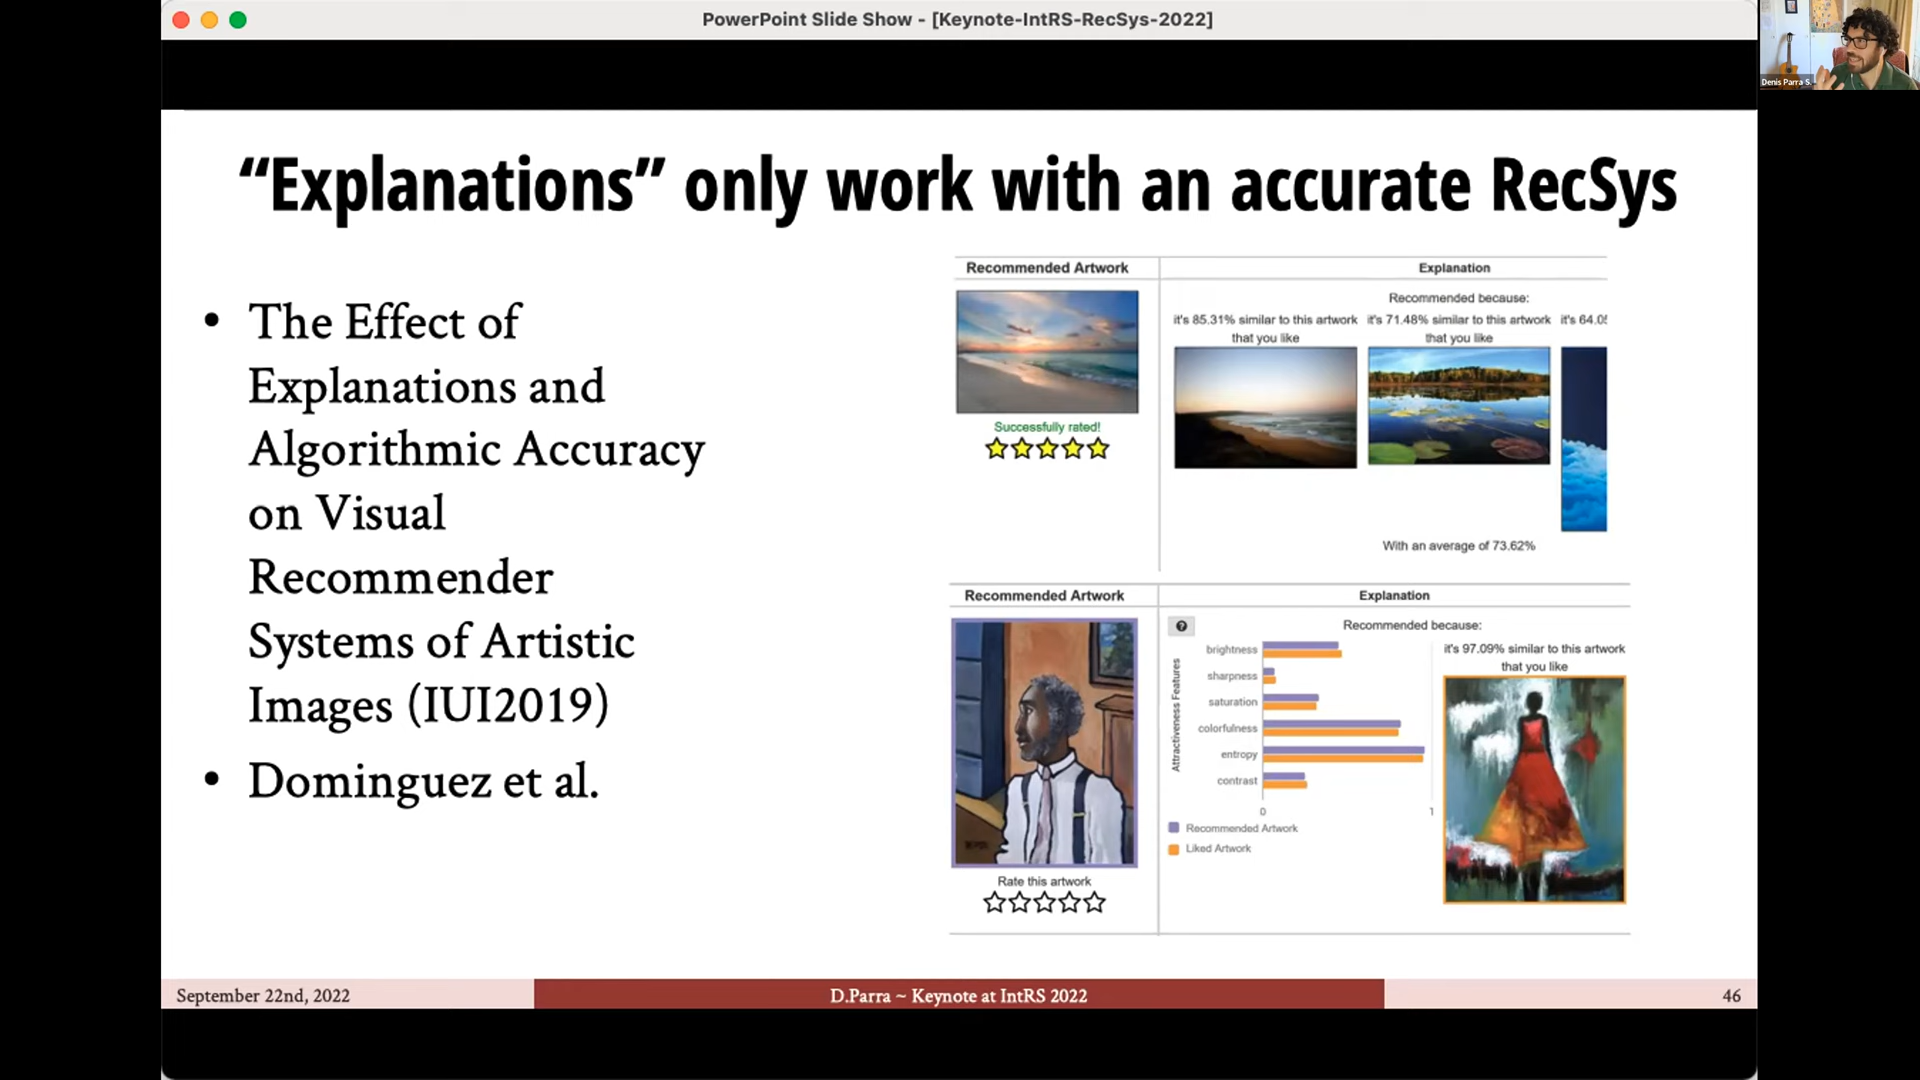 PowerPoint Slide Show - [Keynote-IntRS-RecSys-2022]
Denis Parra S.
“Explanations” only work with an accurate RecSys
• The Effect of
Explanations and
Algorithmic Accuracy
on Visual
Recommender
Systems of Artistic
Images (IUI2019)
• Dominguez et al.
Recommended Artwork
Explanation
Successfully rated!
Recommended because:
it's 85.31% similar to this artwork
that you like
it's 71.48% similar to this artwork
that you like
it's 64.0
With an average of 73.62%
Recommended Artwork
Explanation
Rate this artwork
?
Recommended because:
Attractiveness Features
brightness
sharpness
saturation
colorfulness
entropy
contrast
0
1
Recommended Artwork
Liked Artwork
it's 97.09% similar to this artwork
that you like
September 22nd, 2022
D.Parra ~ Keynote at IntRS 2022
46